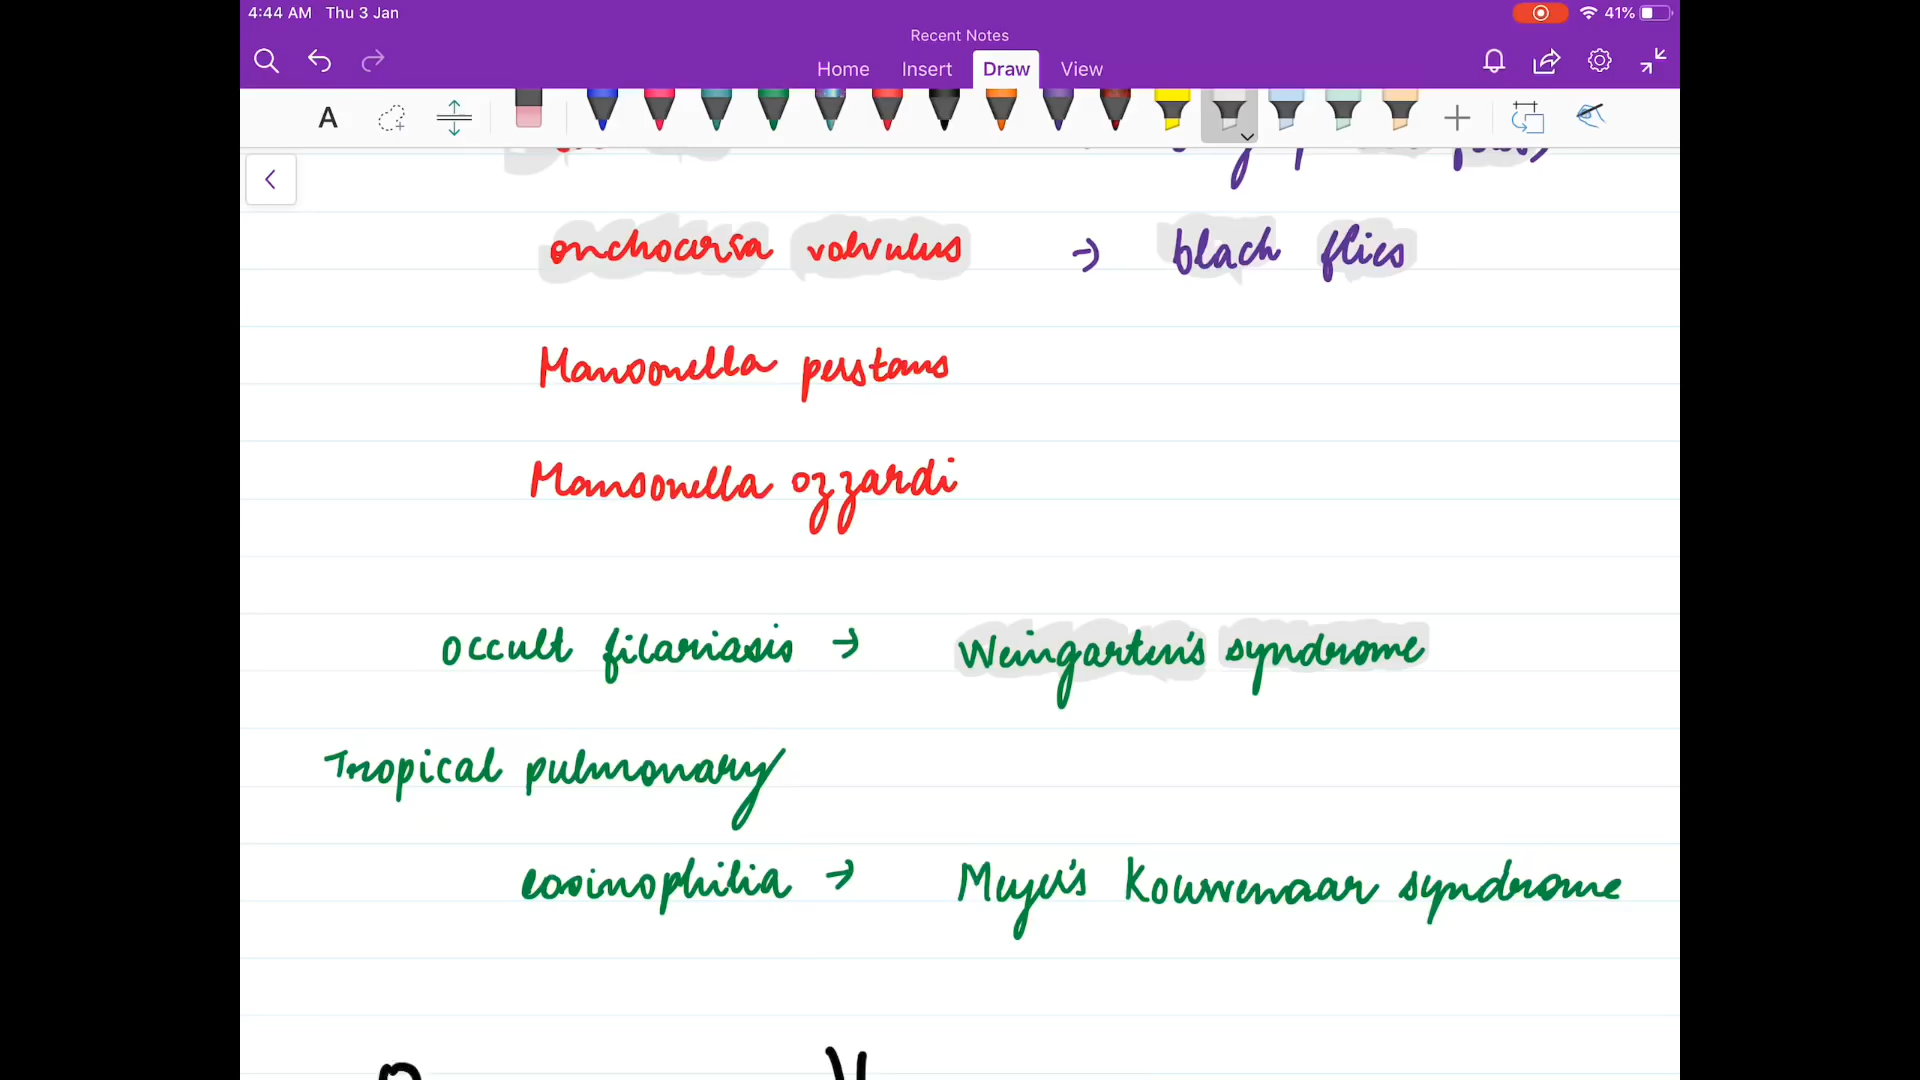 4:44 AM Thu 3 Jan
41%
Recent Notes
Home Insert Draw View
A
onchocersa volvulus → black flies
Mansonella perstans
Mansonella ozzardi
occult filariasis → Weingarten's syndrome
Tropical pulmonary
eosinophilia → Meyer's Kouwenaar syndrome